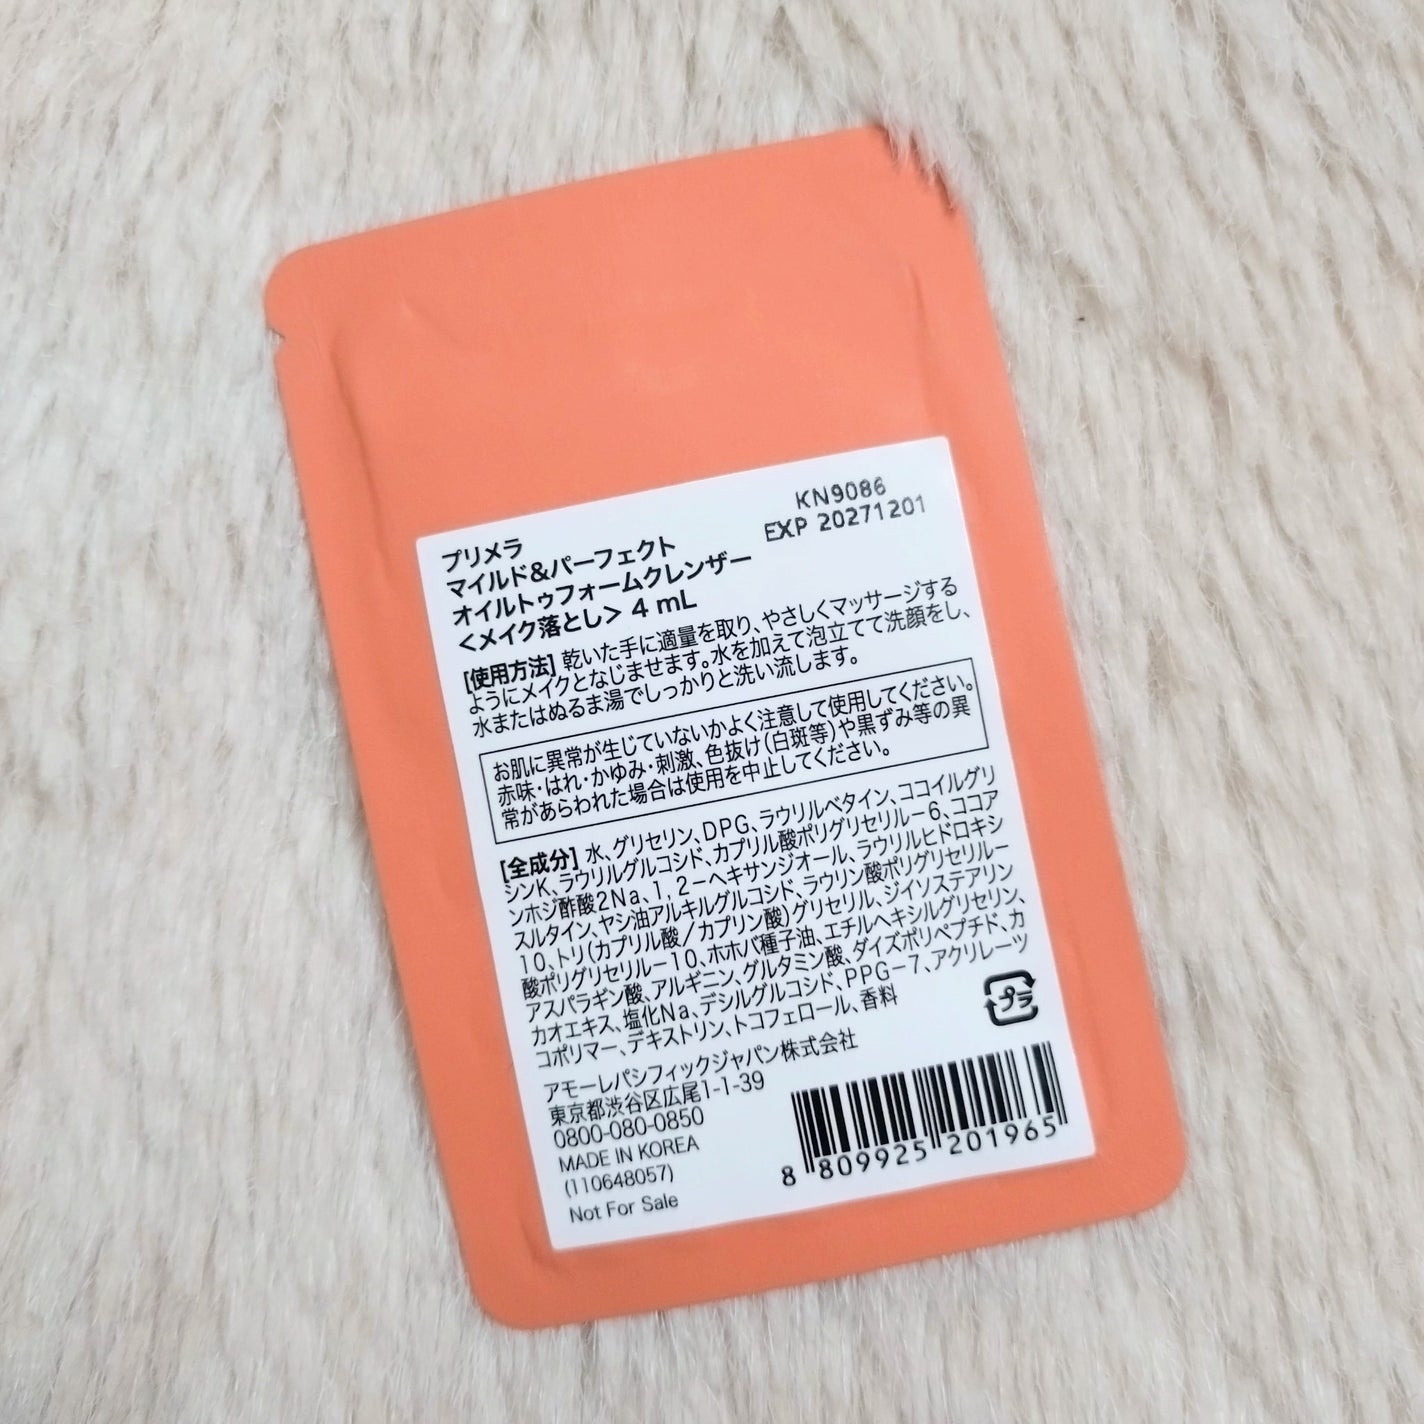 KN9086
EXP 20271201
プリメラ
マイルド&パーフェクト
オイルトゥフォームクレンザー
<メイク落とし> 4 mL
[使用方法] 乾いた手に適量を取り、やさしくマッサージする
ようにメイクとなじませます。水を加えて泡立てて洗顔をし、
水またはぬるま湯でしっかりと洗い流します。
お肌に異常が生じていないかよく注意して使用してください。
赤味・はれ・かゆみ・刺激、色抜け(白斑等)や黒ずみ等の異
常があらわれた場合は使用を中止してください。
[全成分] 水、グリセリン、DPG、ラウリルベタイン、ココイルグリ
シンK、ラウリルグルコシド、カプリル酸ポリグリセリル-6、ココア
ンホジ酢酸2Na、1,2-ヘキサンジオール、ラウリルヒドロキシ
スルタイン、ヤシ油アルキルグルコシド、ラウリン酸ポリグリセリル-
10、トリ(カプリル酸/カプリン酸)グリセリル、ジイソステアリン
酸ポリグリセリル-10、ホホバ種子油、エチルヘキシルグリセリン、
アスパラギン酸、アルギニン、グルタミン酸、ダイズポリペプチド、カ
カオエキス、塩化Na、デシルグルコシド、PPG-7、アクリレーツ
コポリマー、デキストリン、トコフェロール、香料
プラ
アモーレパシフィックジャパン株式会社
東京都渋谷区広尾1-1-39
0800-080-0850
MADE IN KOREA
(110648057)
Not For Sale
8 809925 201965